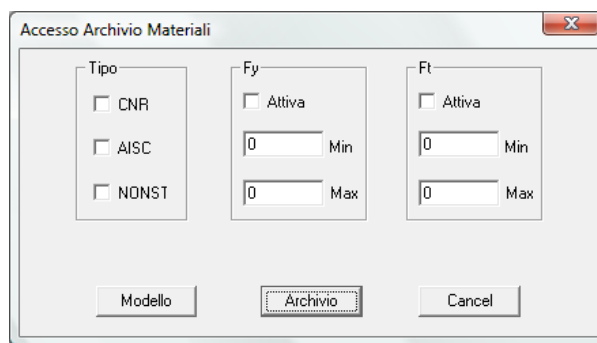 Accesso Archivio Materiali
Tipo
CNR
AISC
NONST
Fy
Attiva
0 Min
0 Max
Ft
Attiva
0 Min
0 Max
Modello
Archivio
Cancel